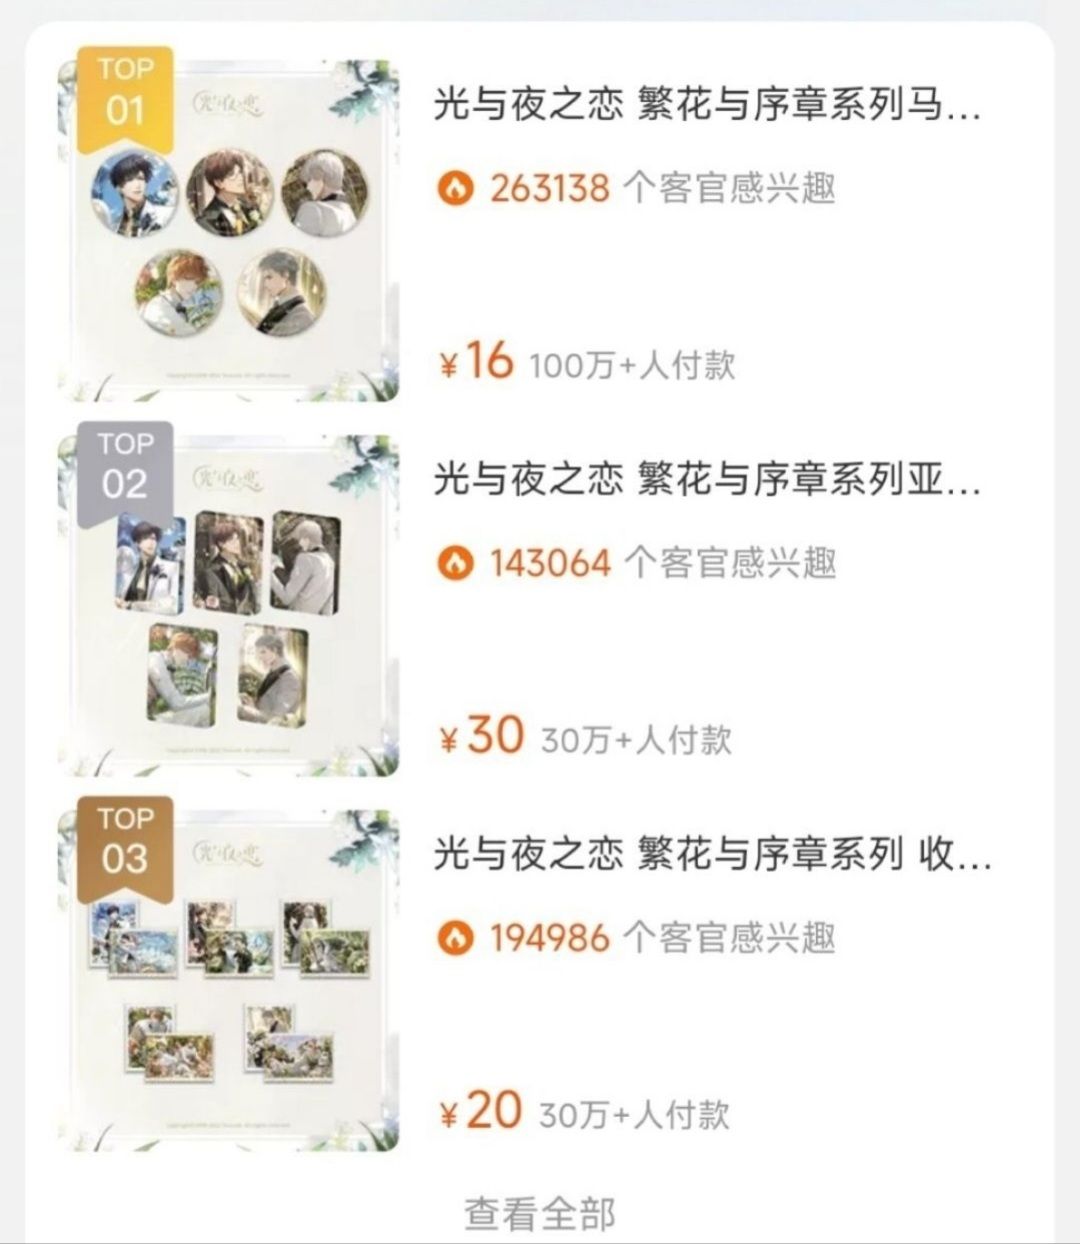 TOP
01
光与夜之恋
光与夜之恋 繁花与序章系列马...
263138 个客官感兴趣
¥16 100万+人付款
TOP
02
光与夜之恋
光与夜之恋 繁花与序章系列亚...
143064 个客官感兴趣
¥30 30万+人付款
TOP
03
光与夜之恋
光与夜之恋 繁花与序章系列 收...
194986 个客官感兴趣
¥20 30万+人付款
查看全部